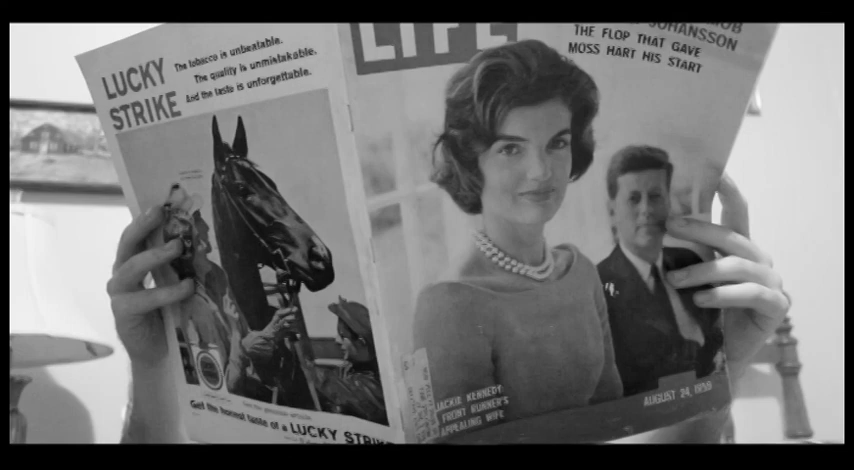 LUCKY
STRIKE
The tobacco is unbeatable.
The quality is unmistakable.
And the taste is unforgettable.
Get the honest taste of a LUCKY STRIKE
LIFE
JOHANSSON
THE FLOP THAT GAVE
MOSS HART HIS START
JACKIE KENNEDY:
FRONT RUNNER'S
APPEALING WIFE
AUGUST 24, 1959